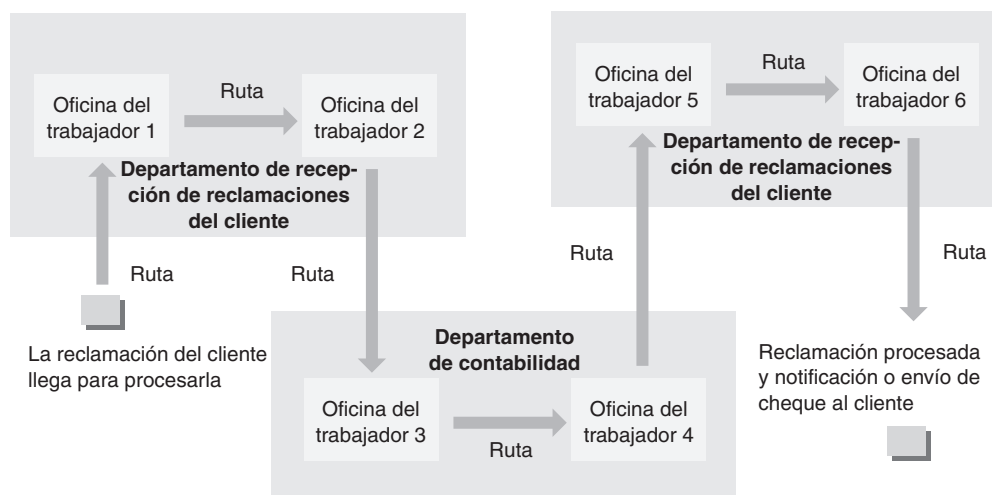 Oficina del
trabajador 1
Ruta
Oficina del
trabajador 2
Departamento de recep-
ción de reclamaciones
del cliente
Ruta
La reclamación del cliente
llega para procesarla
Ruta
Departamento
de contabilidad
Oficina del
trabajador 3
Ruta
Oficina del
trabajador 4
Ruta
Oficina del
trabajador 5
Ruta
Oficina del
trabajador 6
Departamento de recep-
ción de reclamaciones
del cliente
Ruta
Reclamación procesada
y notificación o envío de
cheque al cliente